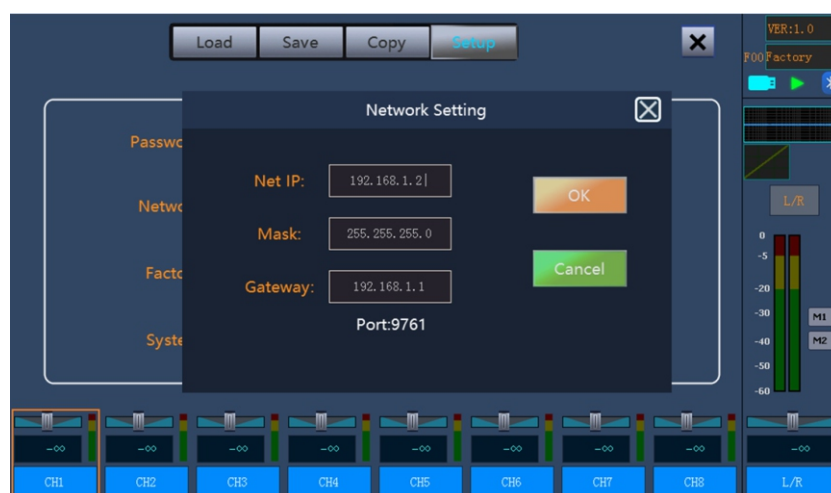 Load Save Copy Setup
VER:1.0
F00 Factory
Network Setting
Passwo
Net IP: 192.168.1.2
OK
Netwo
L/R
Mask: 255.255.255.0
0
-5
Facto
Cancel
Gateway: 192.168.1.1
-20
Port:9761
-30 M1
Syste
-40 M2
-50
-60
-∞ -∞ -∞ -∞ -∞ -∞ -∞ -∞ -∞
CH1 CH2 CH3 CH4 CH5 CH6 CH7 CH8 L/R